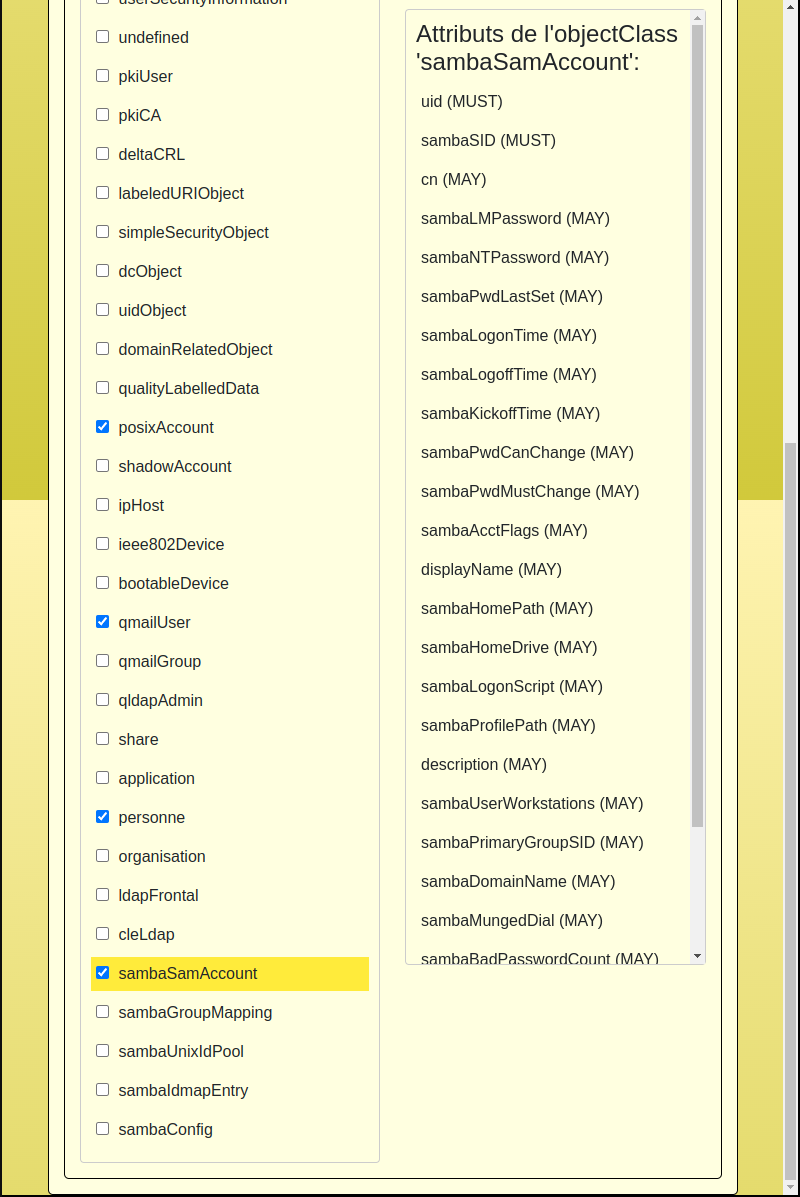 userSecurityInformation
undefined
pkiUser
pkiCA
deltaCRL
labeledURIObject
simpleSecurityObject
dcObject
uidObject
domainRelatedObject
qualityLabelledData
posixAccount
shadowAccount
ipHost
ieee802Device
bootableDevice
qmailUser
qmailGroup
qldapAdmin
share
application
personne
organisation
ldapFrontal
cleLdap
sambaSamAccount
sambaGroupMapping
sambaUnixIdPool
sambaIdmapEntry
sambaConfig
Attributs de l'objectClass
'sambaSamAccount':
uid (MUST)
sambaSID (MUST)
cn (MAY)
sambaLMPassword (MAY)
sambaNTPassword (MAY)
sambaPwdLastSet (MAY)
sambaLogonTime (MAY)
sambaLogoffTime (MAY)
sambaKickoffTime (MAY)
sambaPwdCanChange (MAY)
sambaPwdMustChange (MAY)
sambaAcctFlags (MAY)
displayName (MAY)
sambaHomePath (MAY)
sambaHomeDrive (MAY)
sambaLogonScript (MAY)
sambaProfilePath (MAY)
description (MAY)
sambaUserWorkstations (MAY)
sambaPrimaryGroupSID (MAY)
sambaDomainName (MAY)
sambaMungedDial (MAY)
sambaBadPasswordCount (MAY)